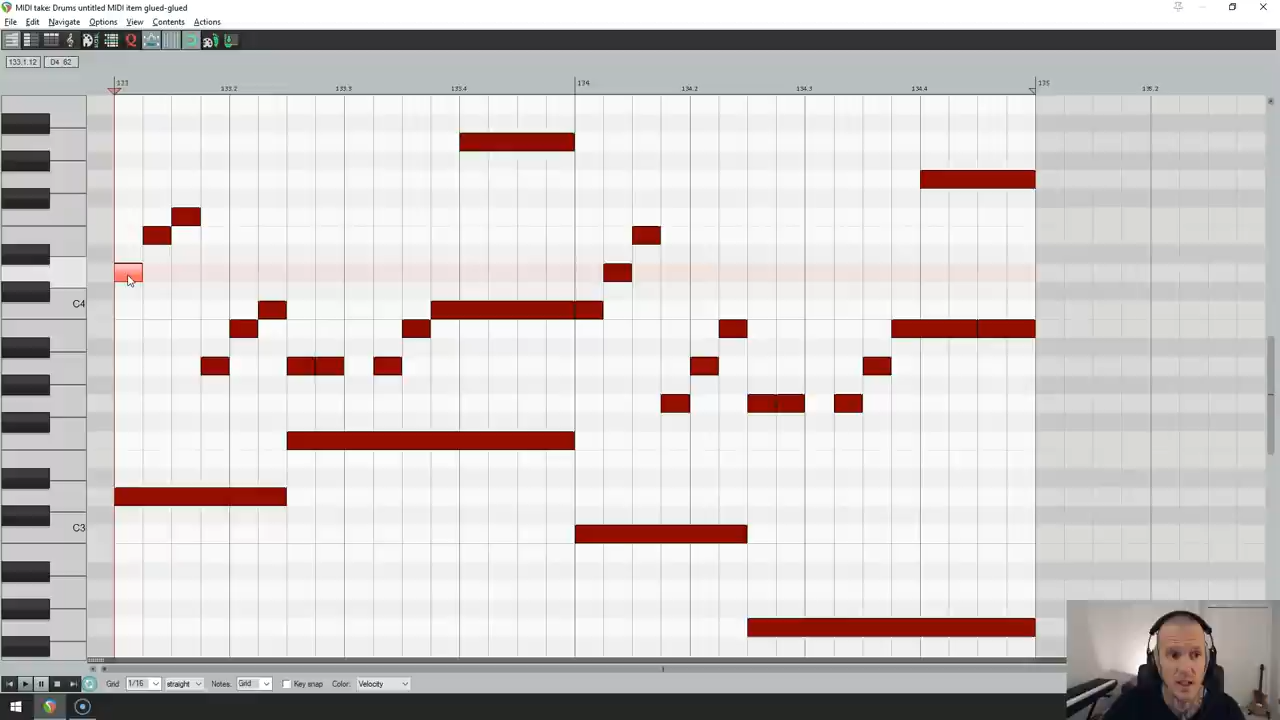 MIDI take: Drums untitled MIDI item glued-glued
File Edit Navigate Options View Contents Actions
133.1.12 D4 62
133 134 135
133.2 133.3 133.4 134.2 134.3 134.4 135.2
C4
C3
Grid 1/16 straight Notes: Grid Key snap Color: Velocity